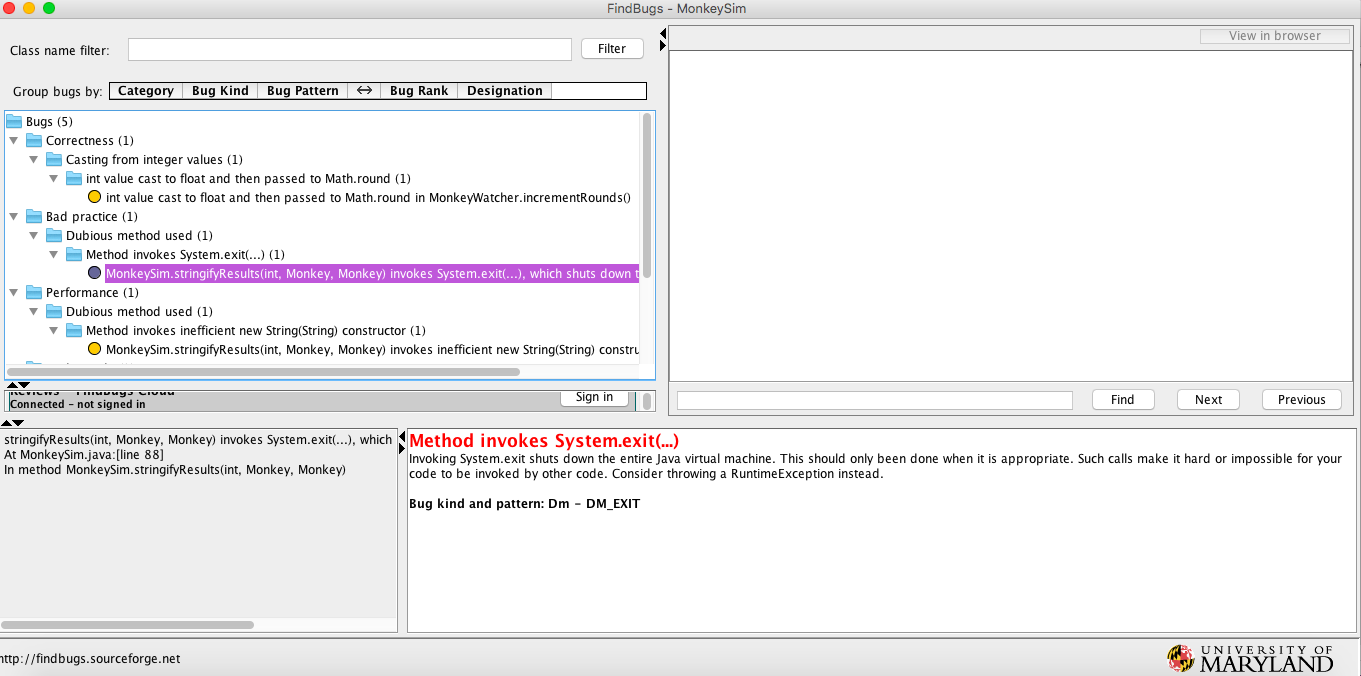 FindBugs - MonkeySim
Class name filter:
Filter
Group bugs by: Category Bug Kind Bug Pattern ↔ Bug Rank Designation
Bugs (5)
Correctness (1)
Casting from integer values (1)
int value cast to float and then passed to Math.round (1)
int value cast to float and then passed to Math.round in MonkeyWatcher.incrementRounds()
Bad practice (1)
Dubious method used (1)
Method invokes System.exit(...) (1)
MonkeySim.stringifyResults(int, Monkey, Monkey) invokes System.exit(...), which shuts down t
Performance (1)
Dubious method used (1)
Method invokes inefficient new String(String) constructor (1)
MonkeySim.stringifyResults(int, Monkey, Monkey) invokes inefficient new String(String) constru
Reviews - FindBugs Cloud
Connected - not signed in
Sign in
View in browser
Find
Next
Previous
stringifyResults(int, Monkey, Monkey) invokes System.exit(...), which
At MonkeySim.java:[line 88]
In method MonkeySim.stringifyResults(int, Monkey, Monkey)
Method invokes System.exit(...)
Invoking System.exit shuts down the entire Java virtual machine. This should only been done when it is appropriate. Such calls make it hard or impossible for your
code to be invoked by other code. Consider throwing a RuntimeException instead.
Bug kind and pattern: Dm - DM_EXIT
http://findbugs.sourceforge.net
UNIVERSITY OF
MARYLAND